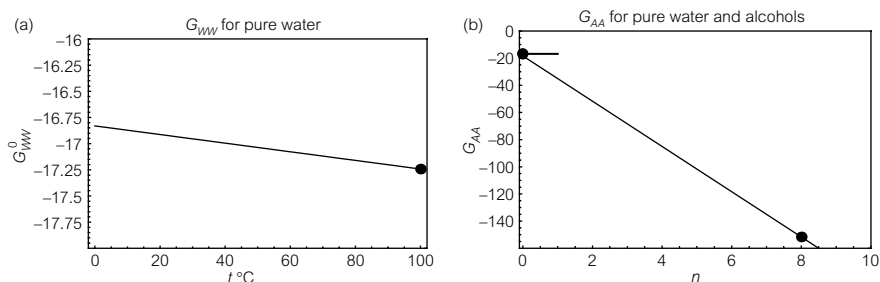 (a)
G_WW for pure water
−16
−16.25
−16.5
−16.75
−17
−17.25
−17.5
−17.75
G⁰_WW
0 20 40 60 80 100
t °C
(b)
G_AA for pure water and alcohols
0
−20
−40
−60
−80
−100
−120
−140
G_AA
0 2 4 6 8 10
n